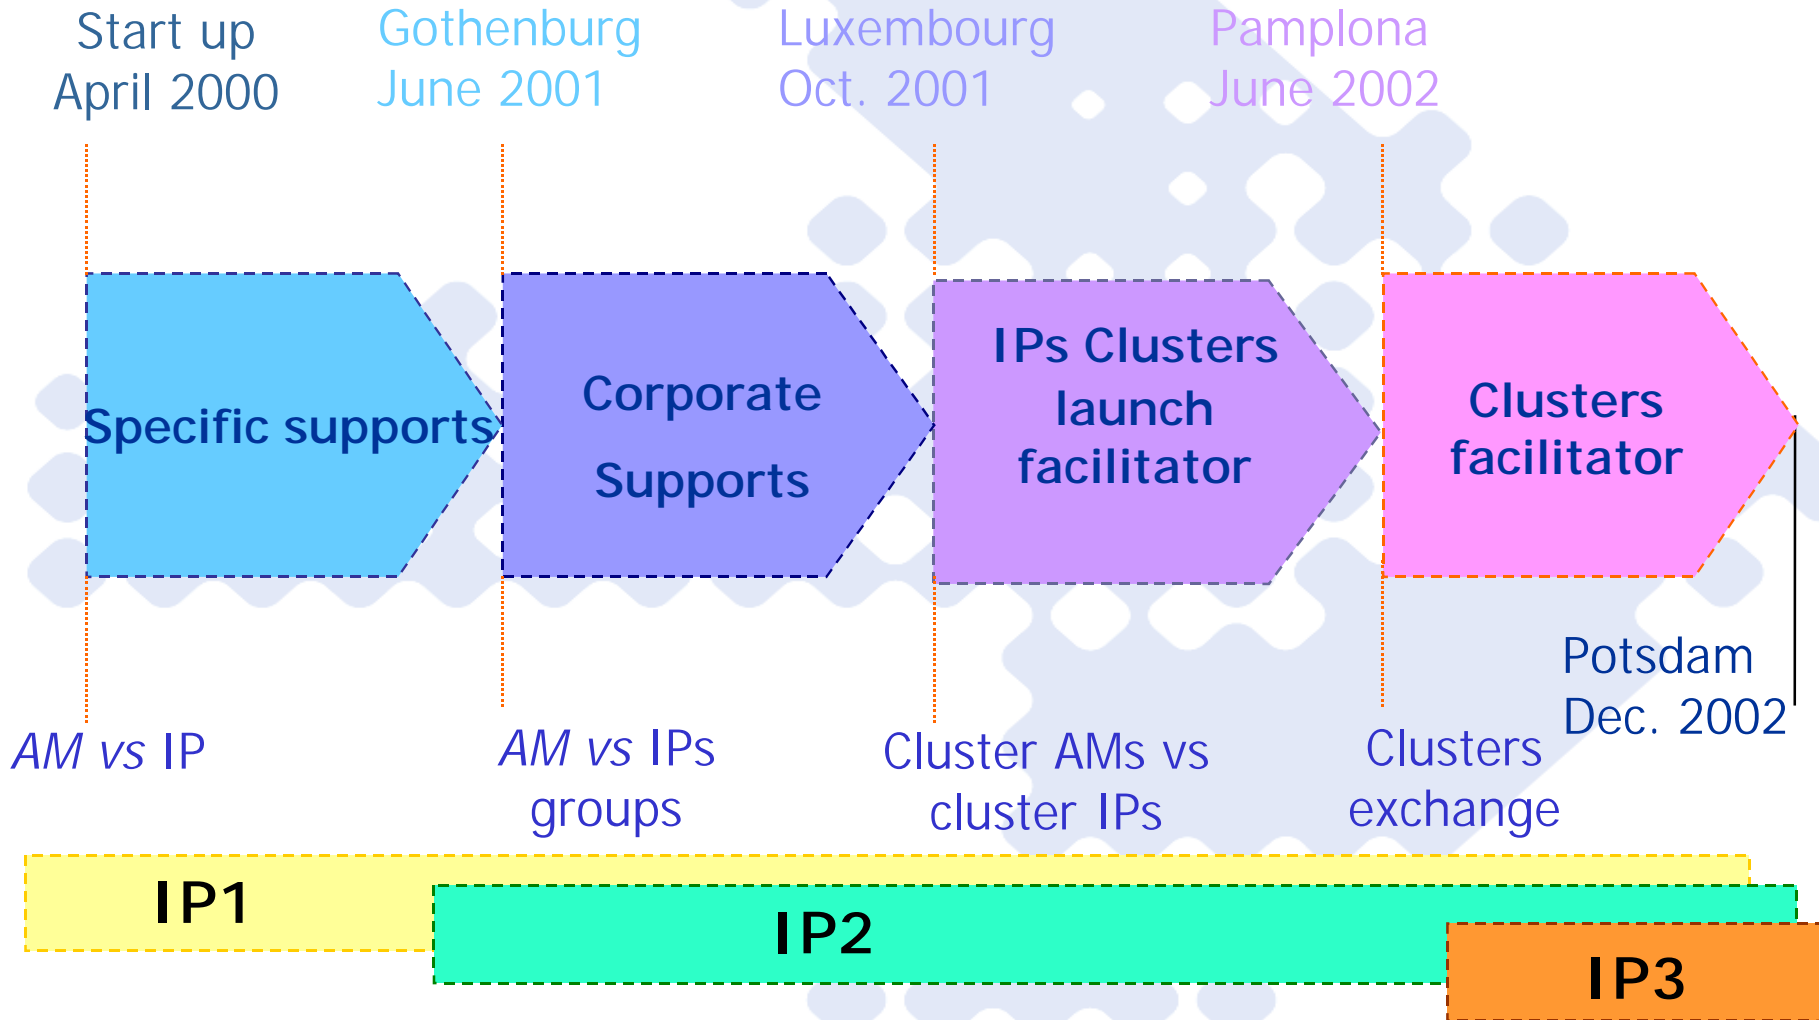 Start up
April 2000
Gothenburg
June 2001
Luxembourg
Oct. 2001
Pamplona
June 2002
Specific supports
Corporate
Supports
IPs Clusters
launch
facilitator
Clusters
facilitator
Potsdam
Dec. 2002
AM vs IP
AM vs IPs
groups
Cluster AMs vs
cluster IPs
Clusters
exchange
IP1
IP2
IP3